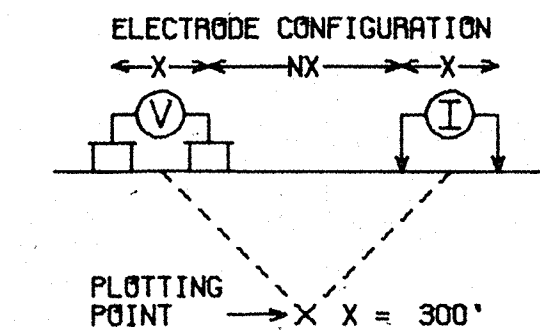 ELECTRODE CONFIGURATION
X NX X
V I
PLOTTING
POINT X = 300'